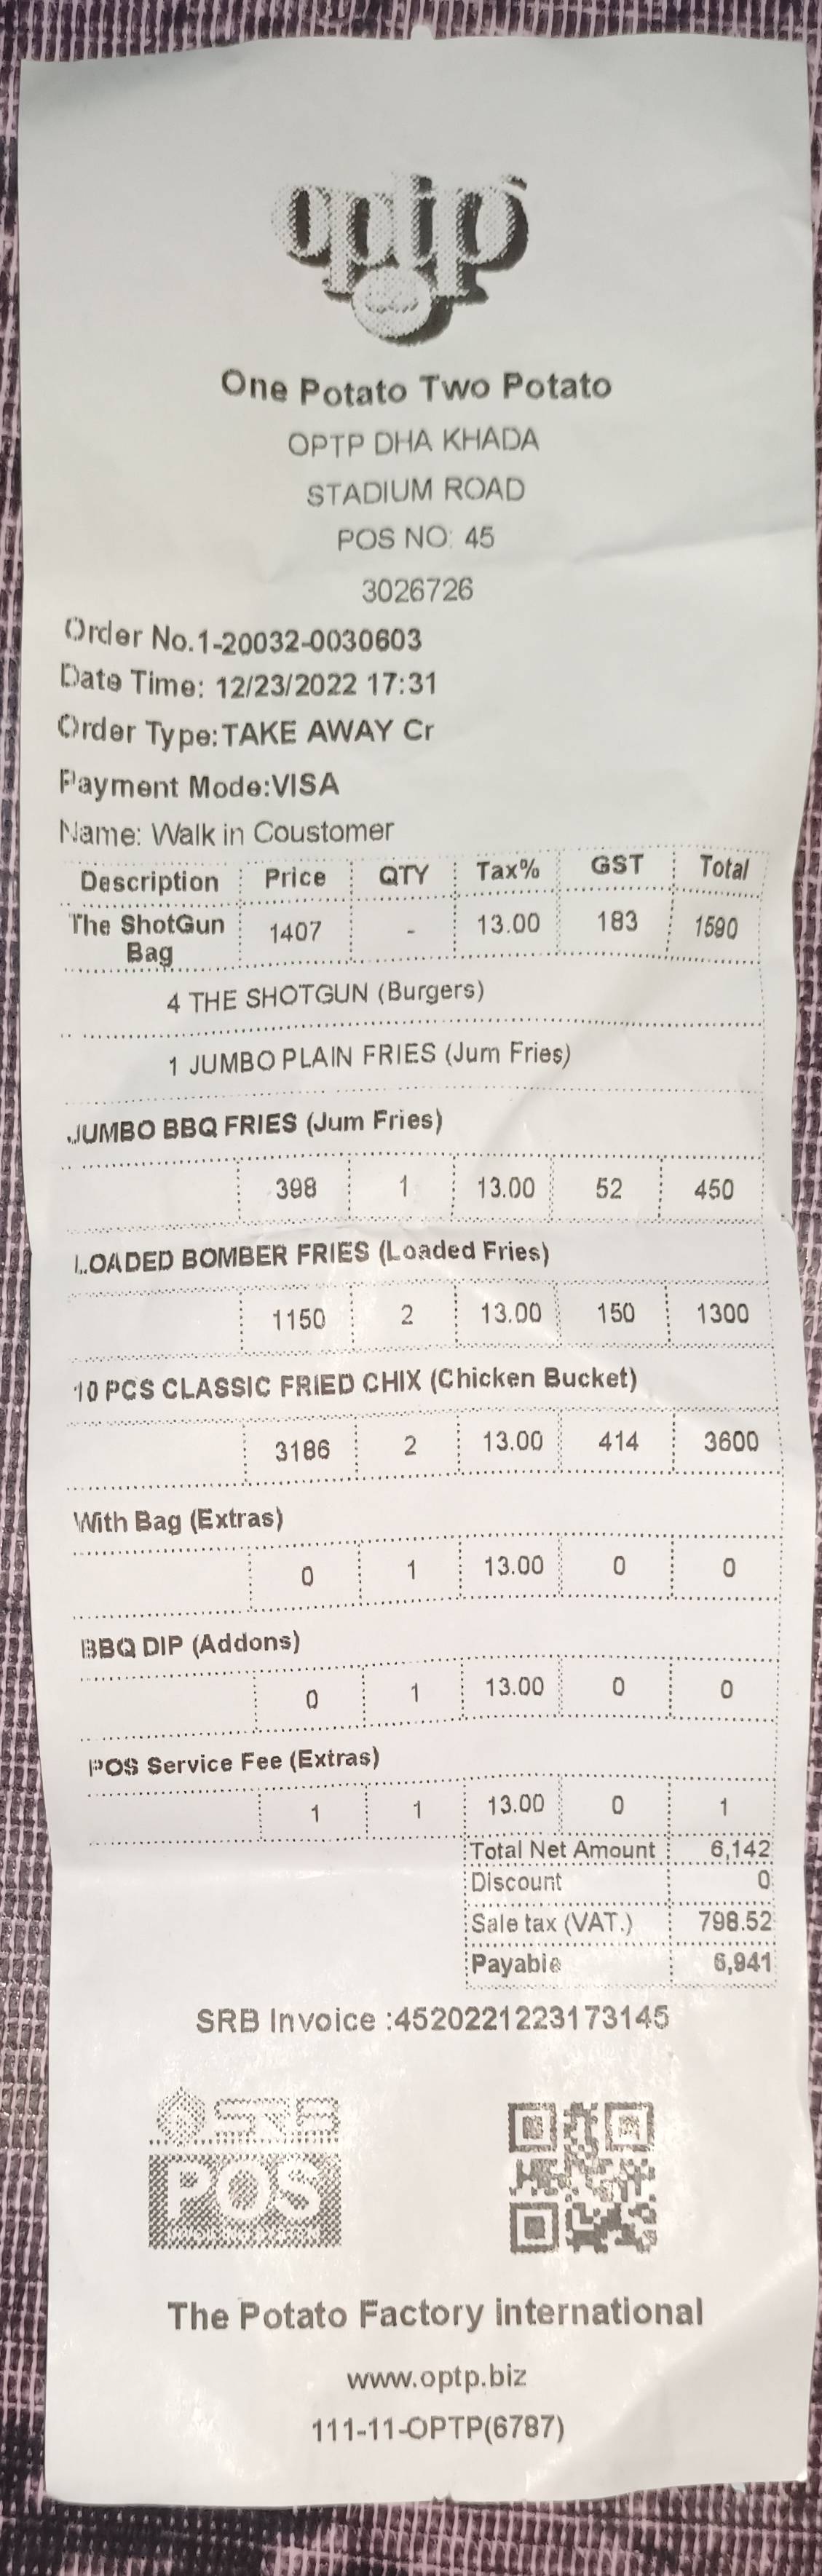 optp
One Potato Two Potato
OPTP DHA KHADA
STADIUM ROAD
POS NO: 45
3026726
Order No.1-20032-0030603
Date Time: 12/23/2022 17:31
Order Type:TAKE AWAY Cr
Payment Mode:VISA
Name: Walk in Coustomer
Description Price QTY Tax% GST Total
The ShotGun Bag 1407 - 13.00 183 1590
4 THE SHOTGUN (Burgers)
1 JUMBO PLAIN FRIES (Jum Fries)
JUMBO BBQ FRIES (Jum Fries)
398 1 13.00 52 450
LOADED BOMBER FRIES (Loaded Fries)
1150 2 13.00 150 1300
10 PCS CLASSIC FRIED CHIX (Chicken Bucket)
3186 2 13.00 414 3600
With Bag (Extras)
0 1 13.00 0 0
BBQ DIP (Addons)
0 1 13.00 0 0
POS Service Fee (Extras)
1 1 13.00 0 1
Total Net Amount 6,142
Discount 0
Sale tax (VAT.) 798.52
Payable 6,941
SRB Invoice :4520221223173145
SRB
POS
The Potato Factory international
www.optp.biz
111-11-OPTP(6787)